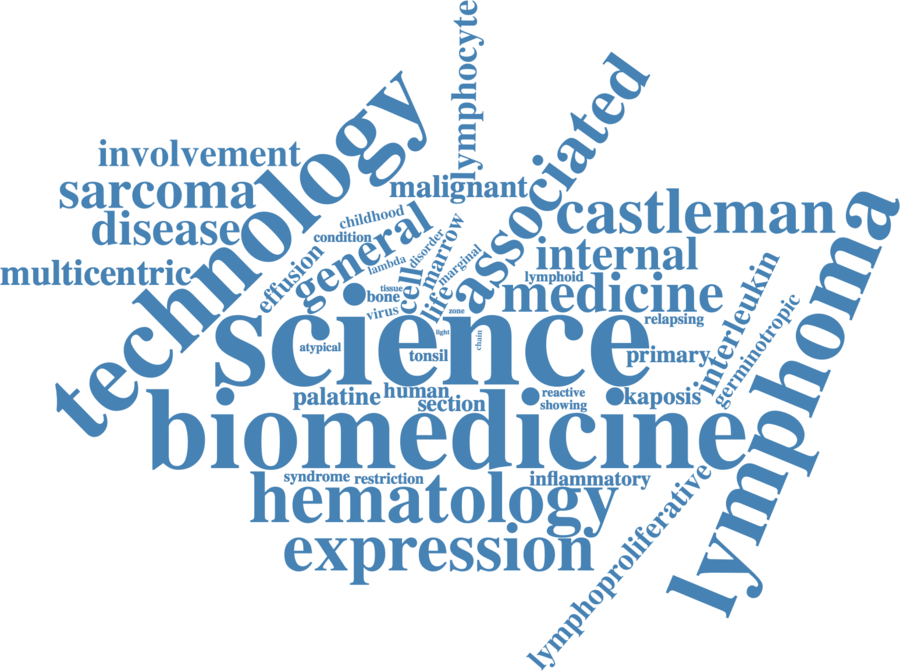 lymphocyte
technology
associated
involvement
sarcoma
malignant
disease
castleman
childhood
condition
general
marrow
disorder
lambda
marginal
internal
multicentric
effusion
cell
life
lymphoid
medicine
tissue
bone
virus
zone
science
light
chain
relapsing
interleukin
germinotropic
lymphoma
atypical
tonsil
primary
palatine
human
section
reactive
showing
kaposis
biomedicine
syndrome
restriction
inflammatory
hematology
lymphoproliferative
expression